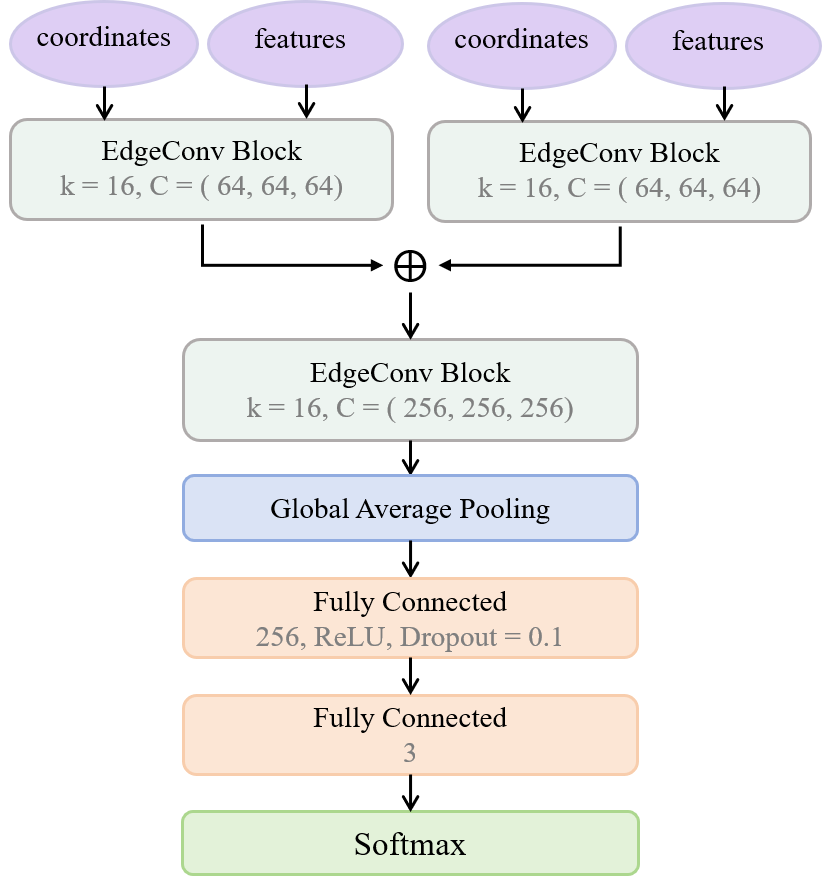 coordinates
features
coordinates
features
EdgeConv Block
k = 16, C = ( 64, 64, 64)
EdgeConv Block
k = 16, C = ( 64, 64, 64)
EdgeConv Block
k = 16, C = ( 256, 256, 256)
Global Average Pooling
Fully Connected
256, ReLU, Dropout = 0.1
Fully Connected
3
Softmax